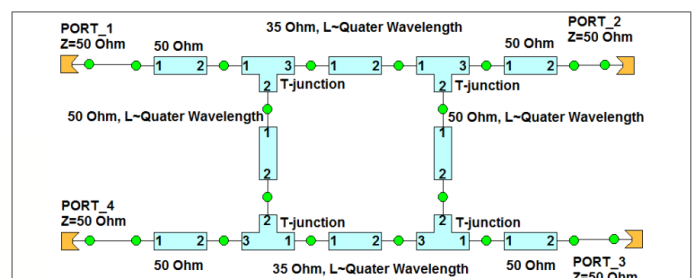 PORT_1
Z=50 Ohm
50 Ohm
35 Ohm, L~Quater Wavelength
50 Ohm
PORT_2
Z=50 Ohm
1 2 1 3 1 2 1 3 1 2
2 T-junction 2 T-junction
50 Ohm, L~Quater Wavelength
50 Ohm, L~Quater Wavelength
1 1
2 2
PORT_4
Z=50 Ohm
2 T-junction 2 T-junction
1 2 3 1 2 1 3 1 1 2
50 Ohm
35 Ohm, L~Quater Wavelength
50 Ohm
PORT_3
Z=50 Ohm